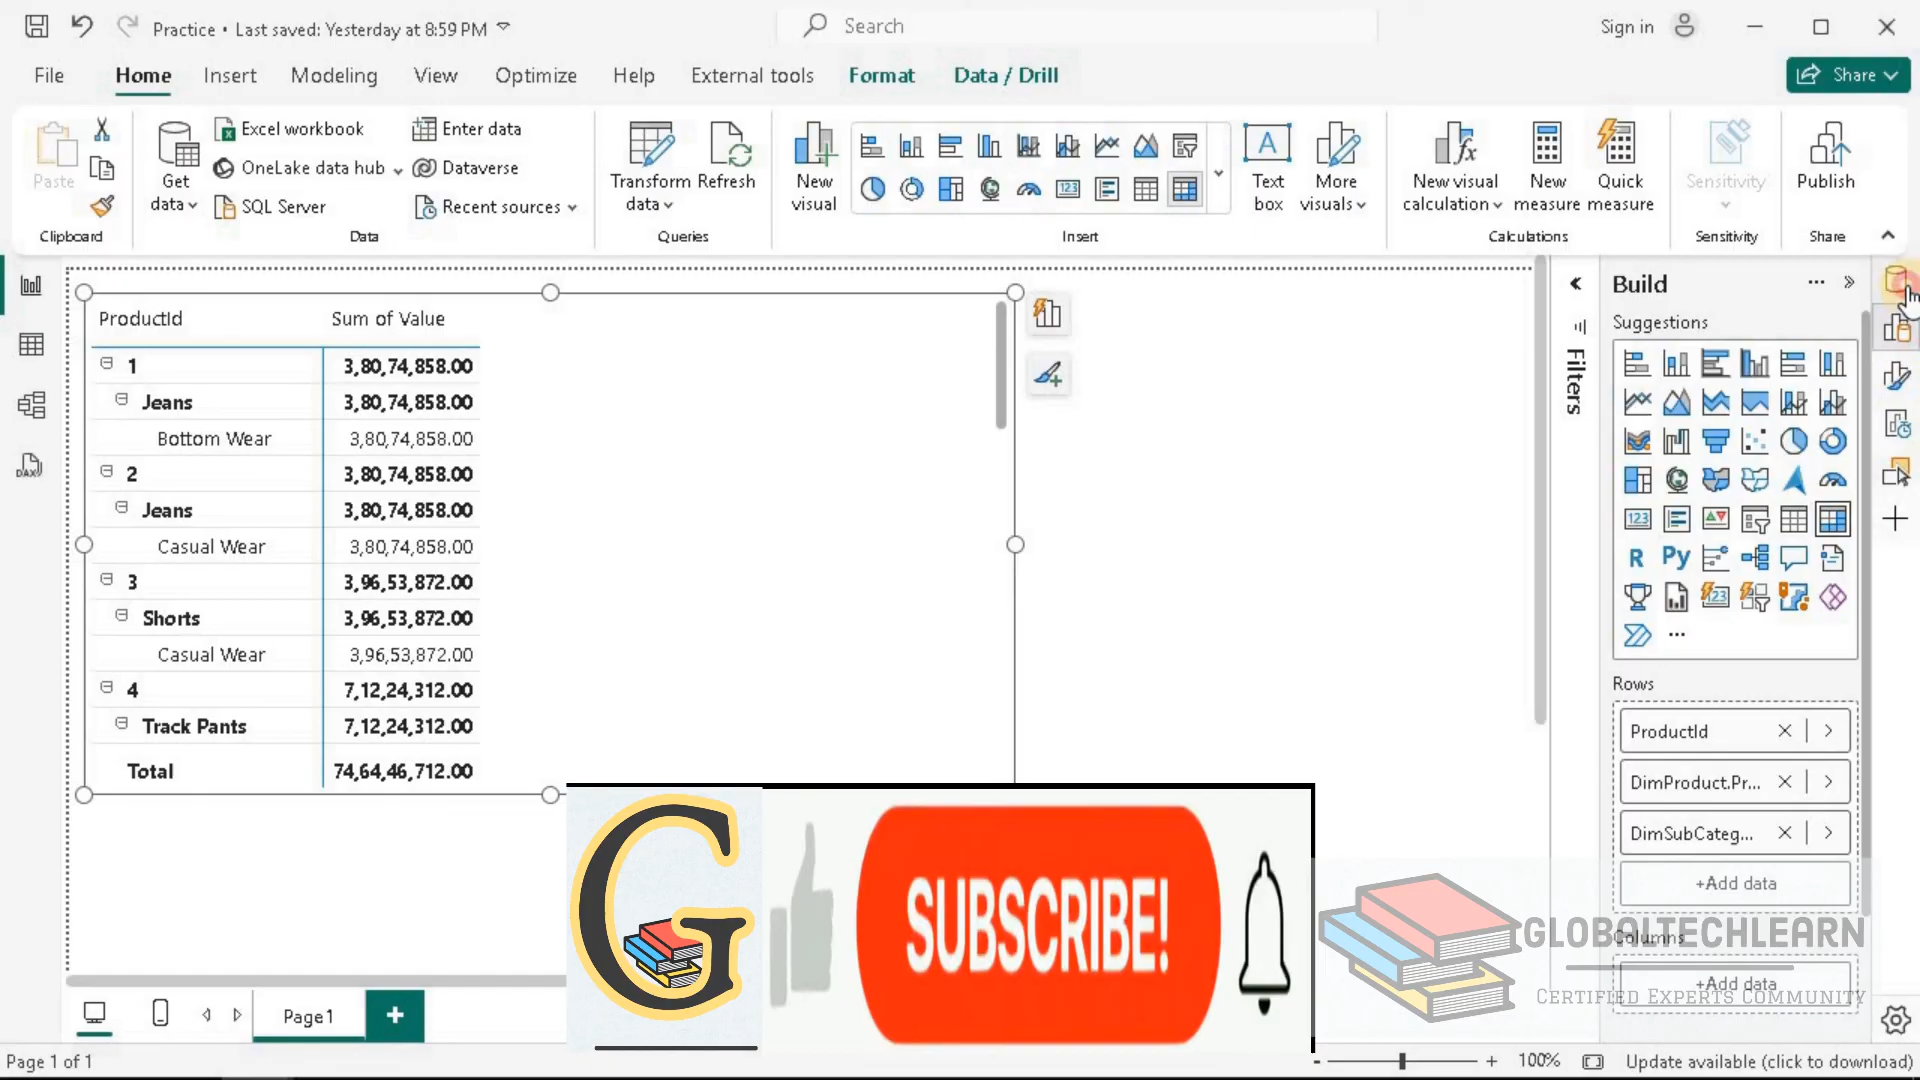 Practice • Last saved: Yesterday at 8:59 PM
Search
Sign in
File
Home
Insert
Modeling
View
Optimize
Help
External tools
Format
Data / Drill
Share
Paste
Clipboard
Get data
Excel workbook
OneLake data hub
SQL Server
Enter data
Dataverse
Recent sources
Data
Transform data
Refresh
Queries
New visual
Text box
More visuals
Insert
New visual calculation
New measure
Quick measure
Calculations
Sensitivity
Sensitivity
Publish
Share
ProductId Sum of Value
1 3,80,74,858.00
Jeans 3,80,74,858.00
Bottom Wear 3,80,74,858.00
2 3,80,74,858.00
Jeans 3,80,74,858.00
Casual Wear 3,80,74,858.00
3 3,96,53,872.00
Shorts 3,96,53,872.00
Casual Wear 3,96,53,872.00
4 7,12,24,312.00
Track Pants 7,12,24,312.00
Total 74,64,46,712.00
Filters
Build
Suggestions
123
R
Py
123
Rows
ProductId
DimProduct.Pr...
DimSubCateg...
+Add data
Columns
+Add data
G
SUBSCRIBE!
GLOBALTECHLEARN
CERTIFIED EXPERTS COMMUNITY
Page1
+
Page 1 of 1
- + 100%
Update available (click to download)